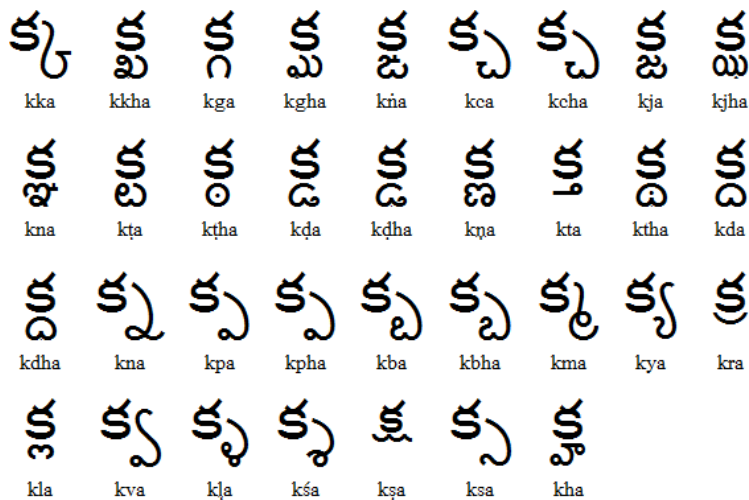 క్క క్ఖ క్గ క్ఘ క్ఙ క్చ క్ఛ క్జ క్ఝ
kka kkha kga kgha kṅa kca kcha kja kjha
క్ఞ క్ట క్ఠ క్డ క్ఢ క్ణ క్త క్థ క్ద
kna kṭa kṭha kḍa kḍha kṇa kta ktha kda
క్ధ క్న క్ప క్ఫ క్బ క్భ క్మ క్య క్ర
kdha kna kpa kpha kba kbha kma kya kra
క్ల క్వ క్ళ క్శ క్ష క్స క్హ
kla kva kḷa kśa kṣa ksa kha